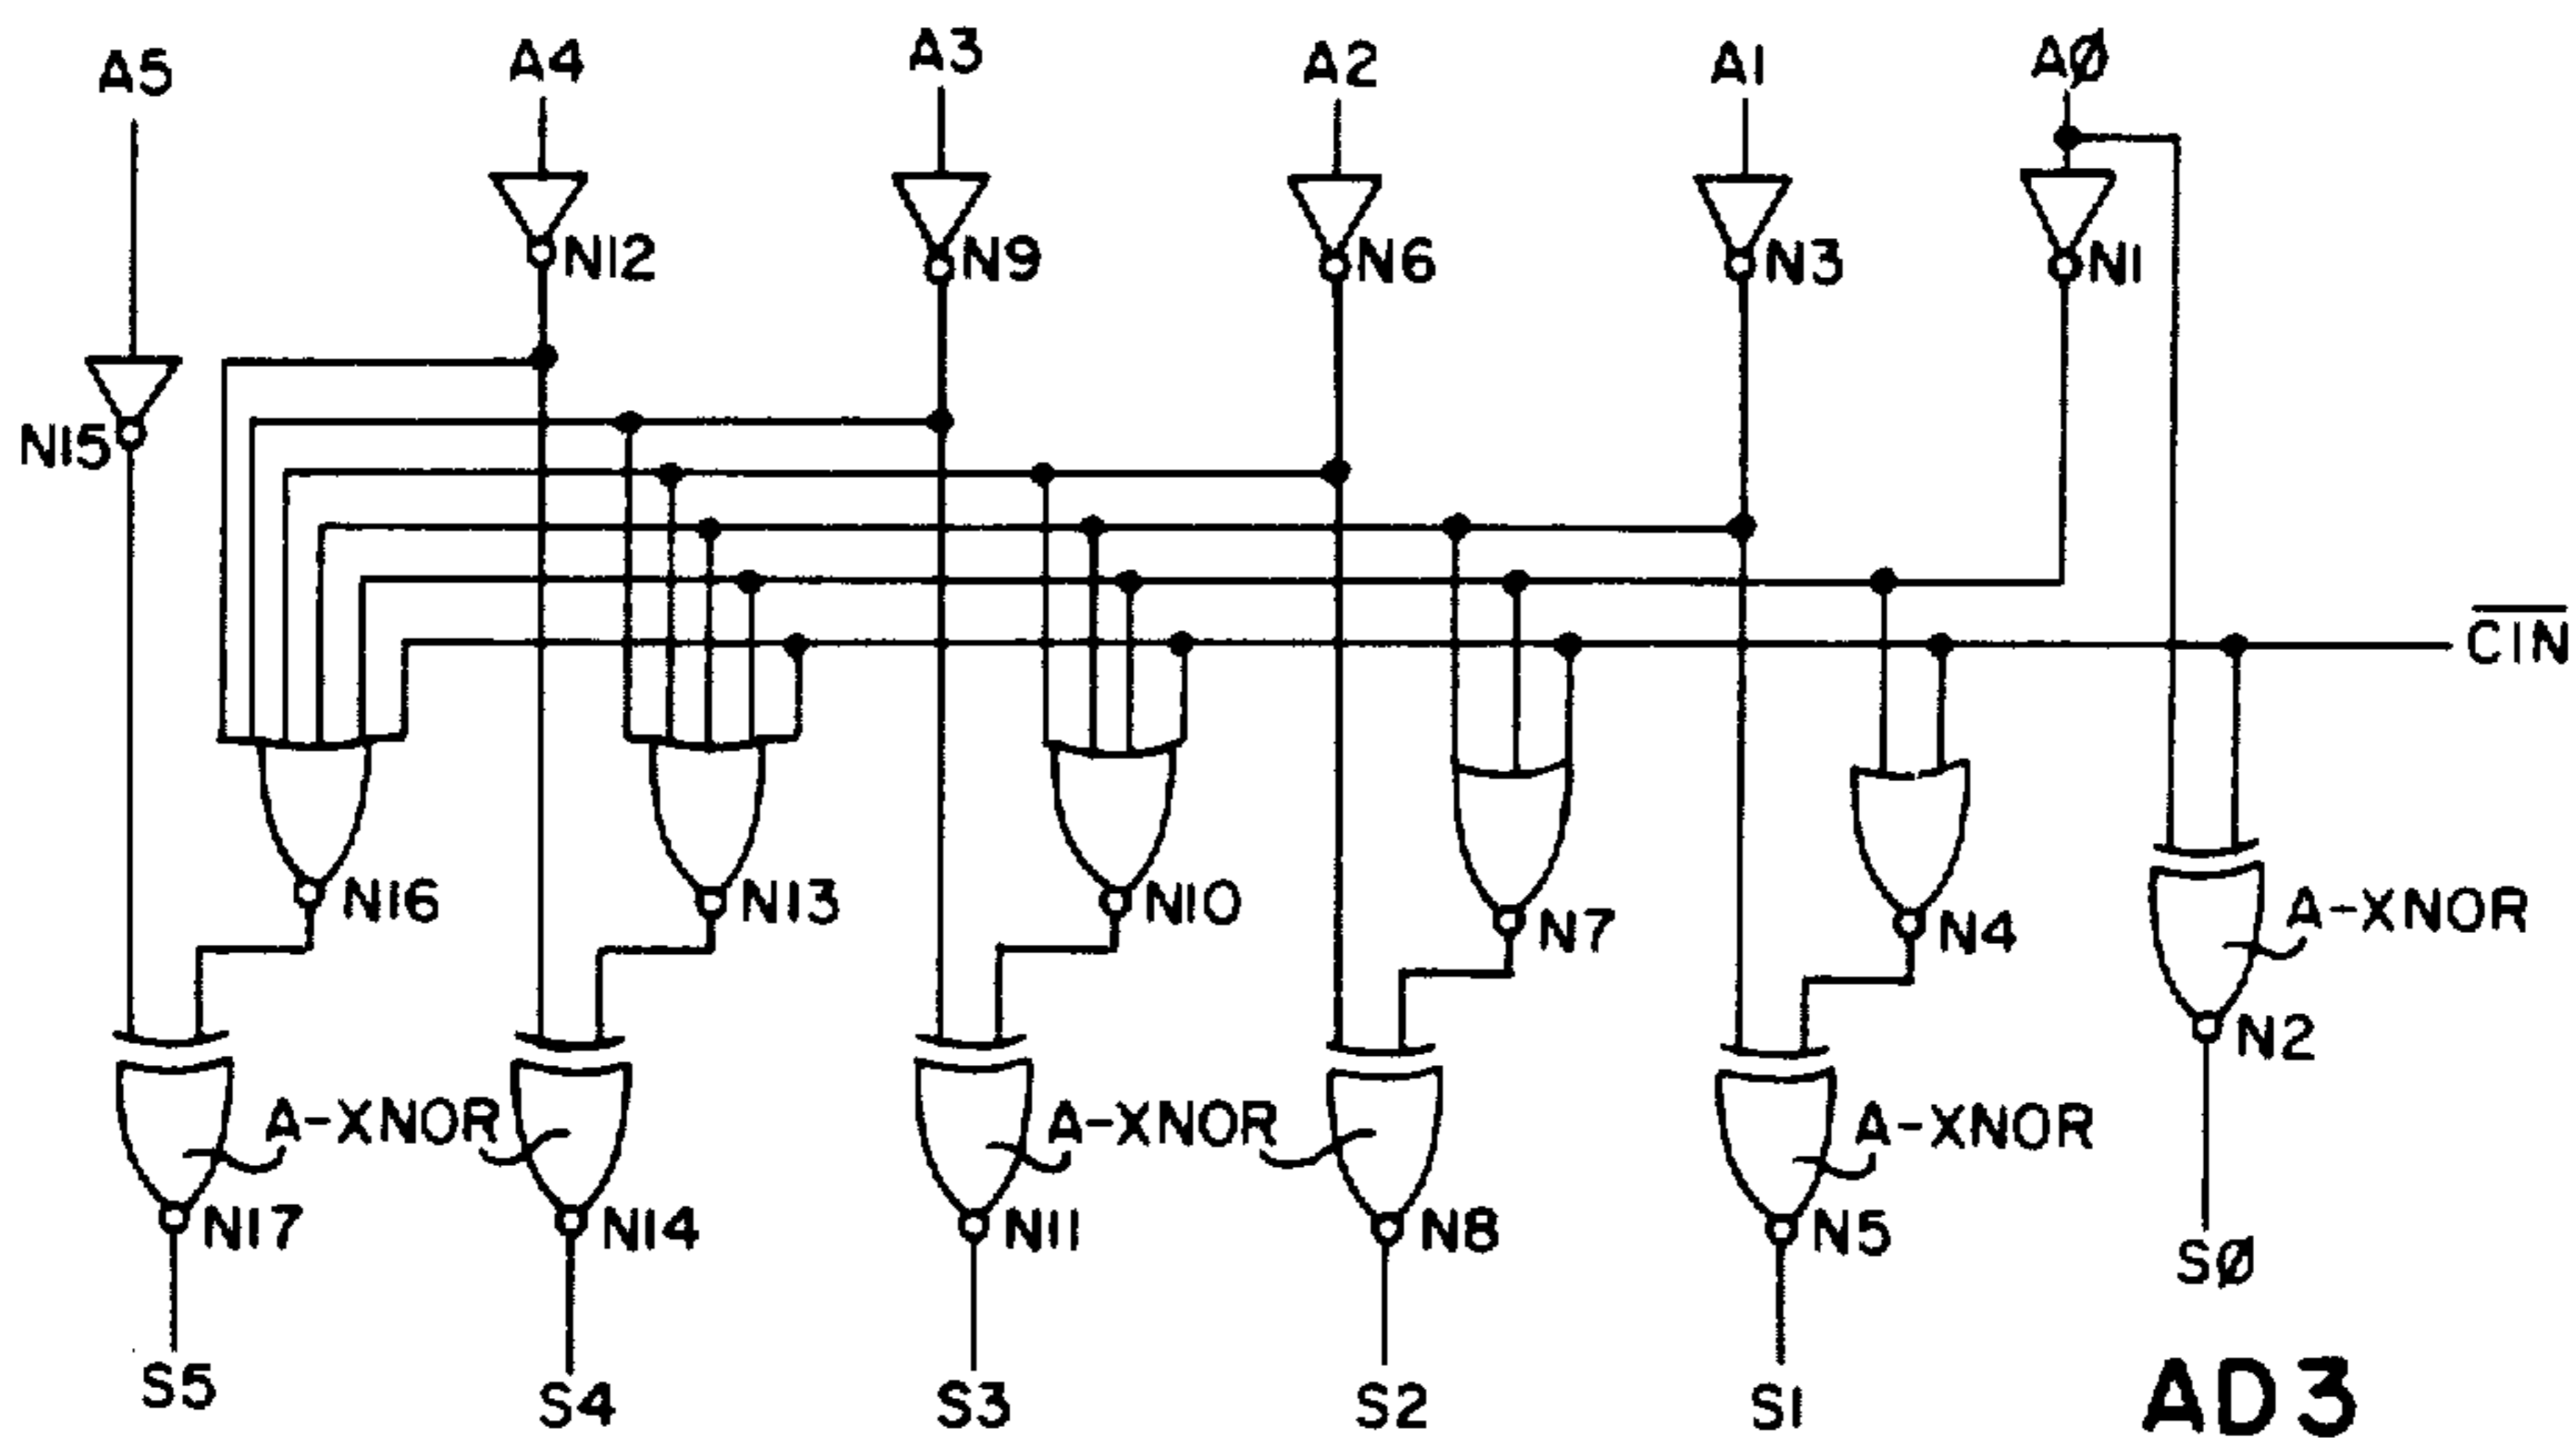 A5 A4 A3 A2 A1 AØ
N12 N9 N6 N3 N1
N15
C̅I̅N̅
N16 N13 N10 N7 N4 A-XNOR
N2
A-XNOR A-XNOR A-XNOR
N17 N14 N11 N8 N5
SØ
S5 S4 S3 S2 S1
AD3